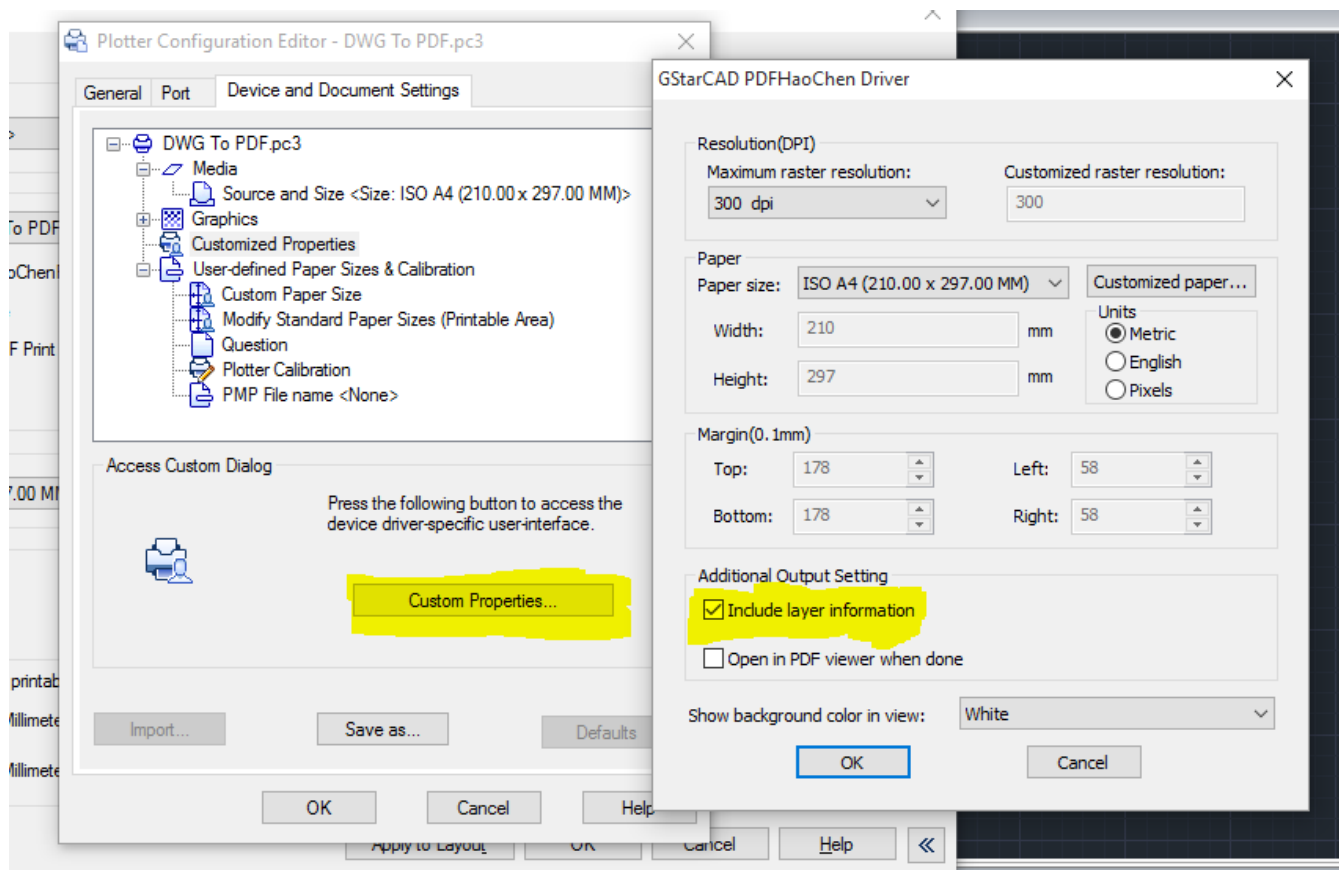 Plotter Configuration Editor - DWG To PDF.pc3
General Port Device and Document Settings
DWG To PDF.pc3
Media
Source and Size <Size: ISO A4 (210.00 x 297.00 MM)>
Graphics
Customized Properties
User-defined Paper Sizes & Calibration
Custom Paper Size
Modify Standard Paper Sizes (Printable Area)
Question
Plotter Calibration
PMP File name <None>
Access Custom Dialog
Press the following button to access the
device driver-specific user-interface.
Custom Properties...
Import... Save as... Defaults
OK Cancel Help
GStarCAD PDFHaoChen Driver
Resolution(DPI)
Maximum raster resolution: Customized raster resolution:
300 dpi 300
Paper
Paper size: ISO A4 (210.00 x 297.00 MM) Customized paper...
Units
Width: 210 mm Metric
English
Height: 297 mm
Pixels
Margin(0.1mm)
Top: 178 Left: 58
Bottom: 178 Right: 58
Additional Output Setting
Include layer information
Open in PDF viewer when done
Show background color in view: White
OK Cancel
To PDF
F Print
7.00 M
printab
Millimete
Millimete
Apply to Layout OK Cancel Help